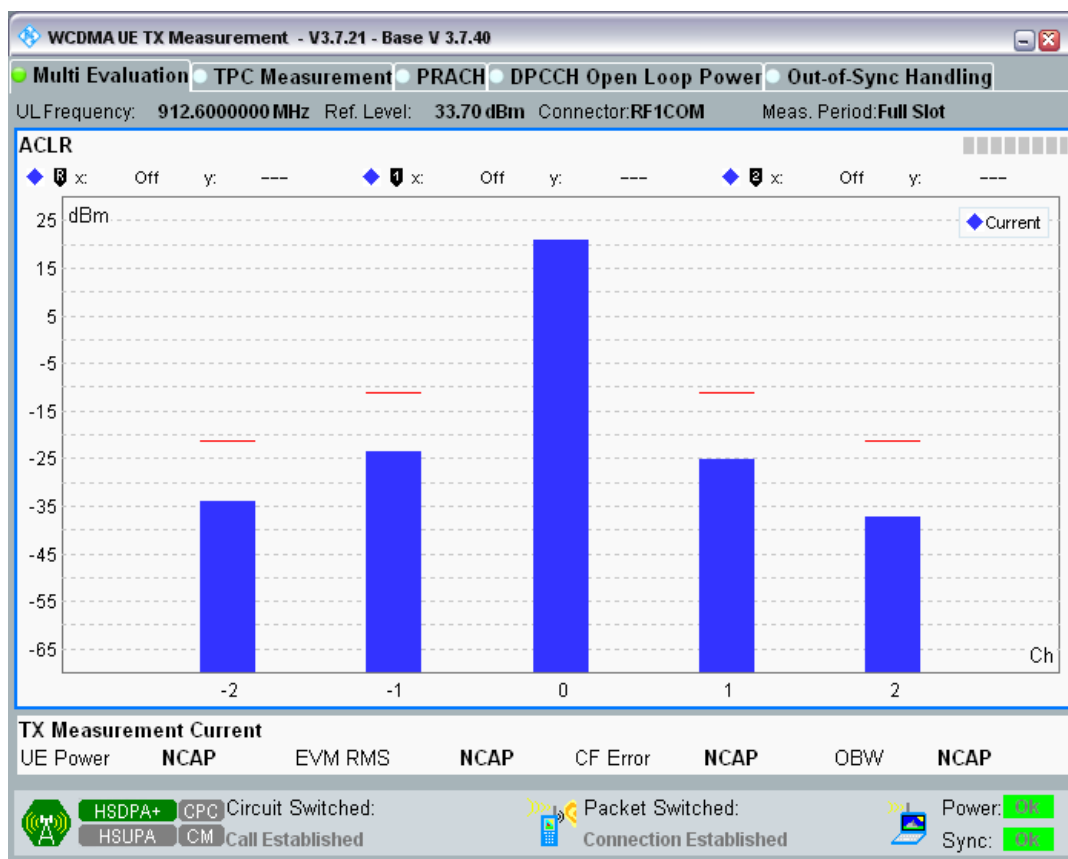 WCDMA UE TX Measurement - V3.7.21 - Base V 3.7.40
Multi Evaluation TPC Measurement PRACH DPCCH Open Loop Power Out-of-Sync Handling
UL Frequency: 912.6000000 MHz Ref. Level: 33.70 dBm Connector:RF1COM Meas. Period:Full Slot
ACLR
R x: Off y: --- 1 x: Off y: --- 2 x: Off y: ---
dBm
Current
25
15
5
-5
-15
-25
-35
-45
-55
-65
Ch
-2 -1 0 1 2
TX Measurement Current
UE Power NCAP EVM RMS NCAP CF Error NCAP OBW NCAP
HSDPA+ CPC Circuit Switched: Packet Switched: Power: Ok
HSUPA CM Call Established Connection Established Sync: Ok